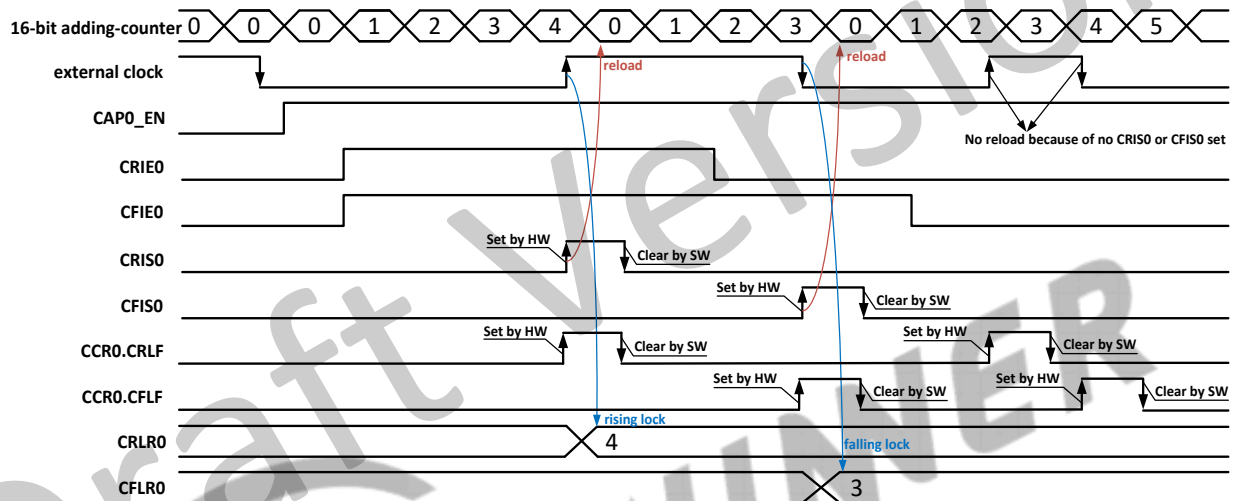 16-bit adding-counter 0 0 0 1 2 3 4 0 1 2 3 0 1 2 3 4 5
external clock
reload
reload
CAP0_EN
No reload because of no CRIS0 or CFIS0 set
CRIE0
CFIE0
CRIS0
Set by HW
Clear by SW
CFIS0
Set by HW
Clear by SW
CCR0.CRLF
Set by HW
Clear by SW
Set by HW
Clear by SW
CCR0.CFLF
Set by HW
Clear by SW
Set by HW
Clear by SW
CRLR0
rising lock
4
falling lock
CFLR0
3
Draft Version